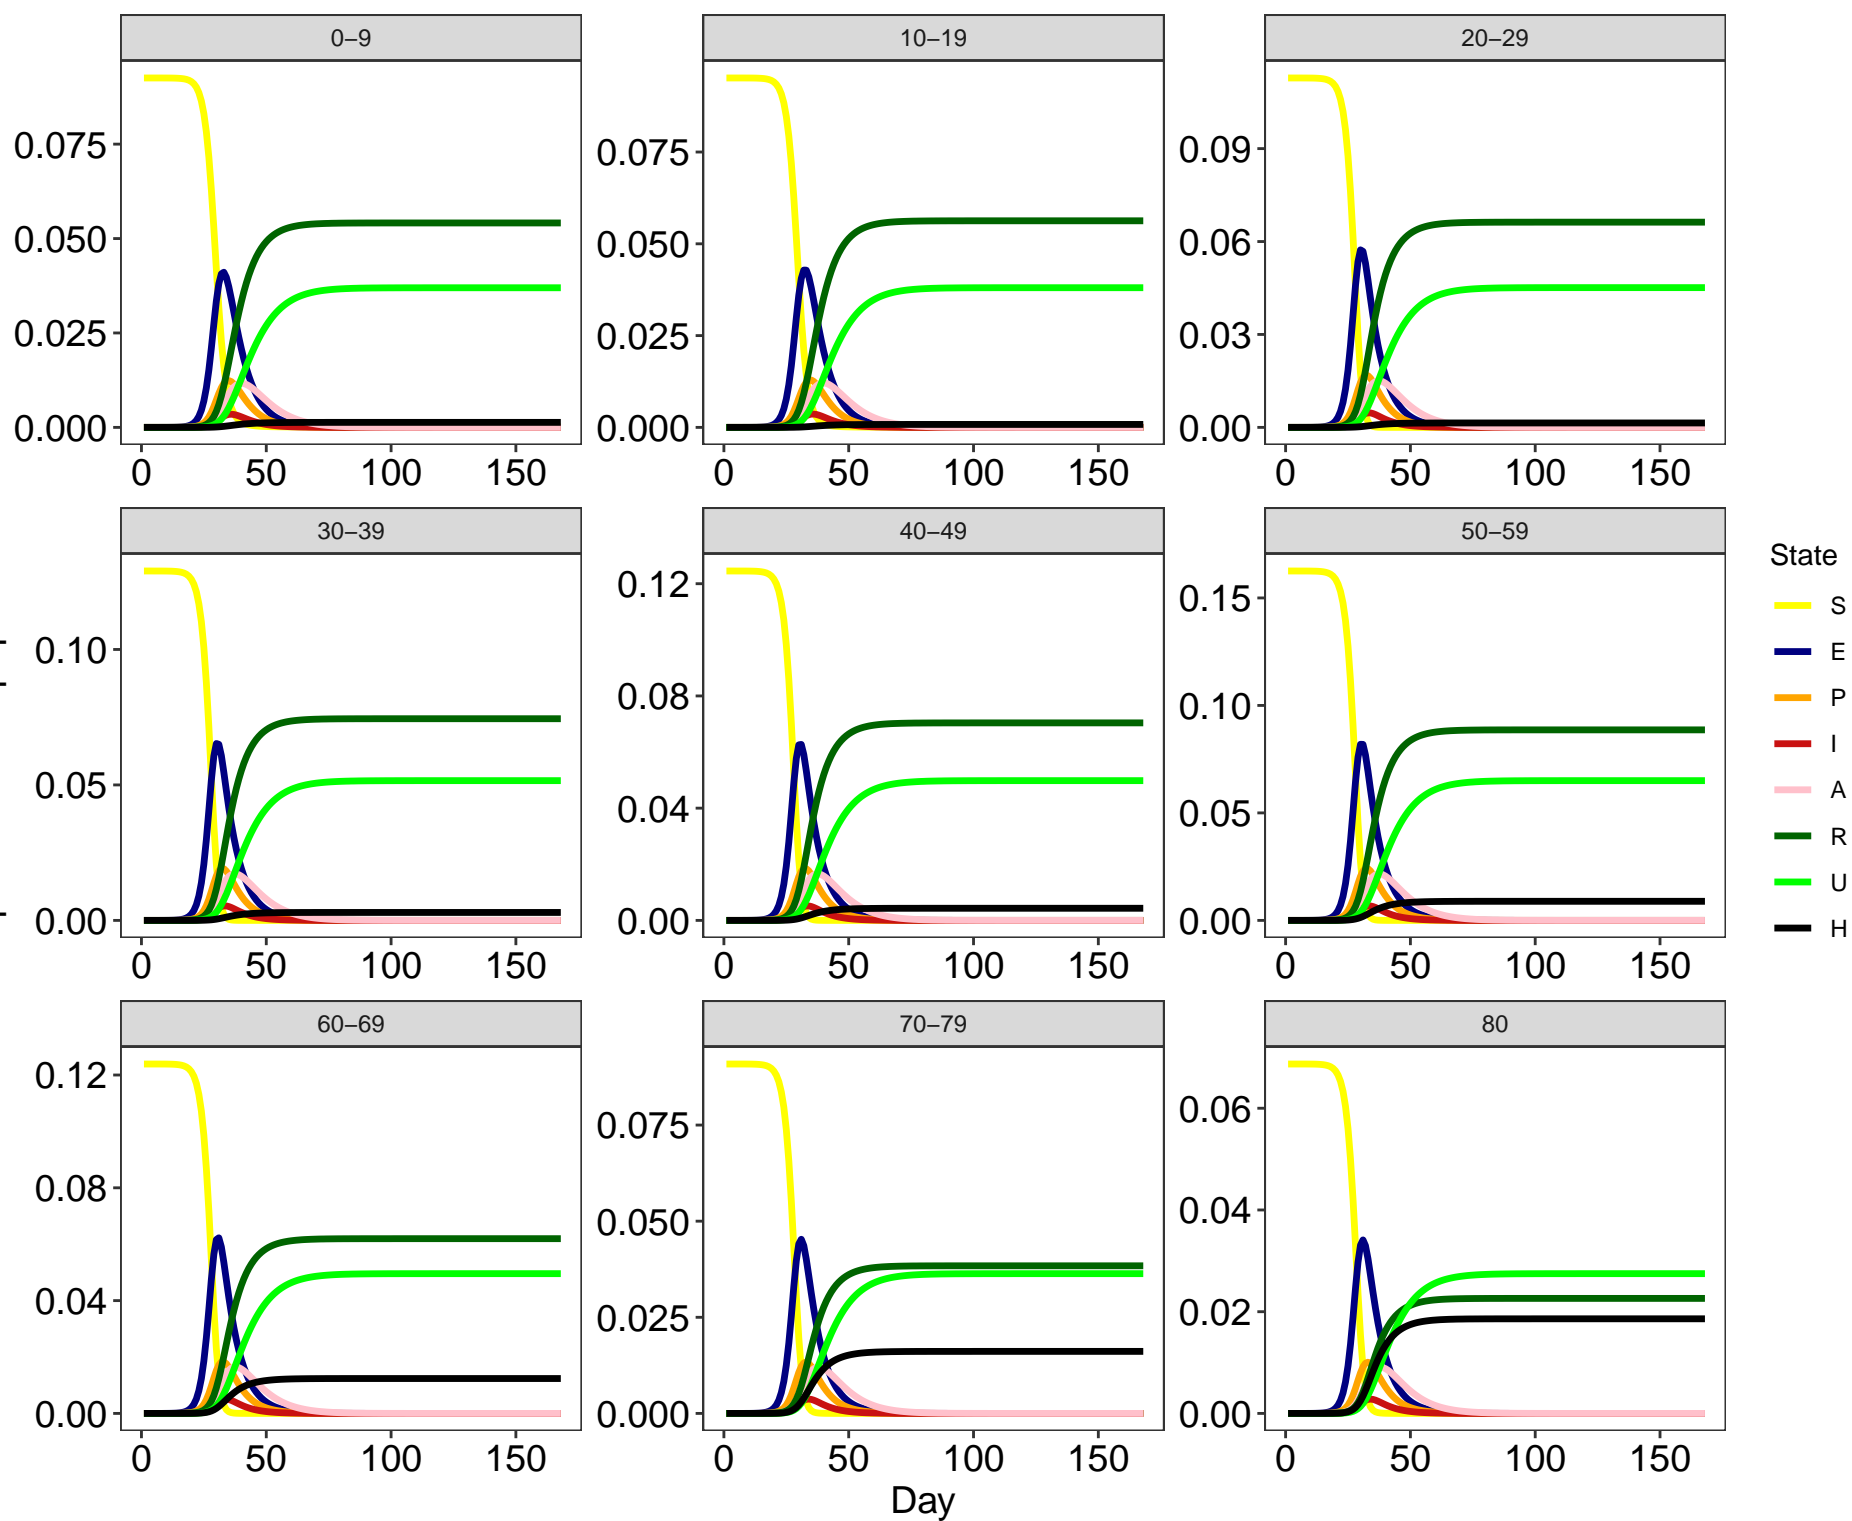 0–9 10–19 20–29
0.075 0.075 0.09
0.050 0.050 0.06
0.025 0.025 0.03
0.000 0.000 0.00
0 50 100 150 0 50 100 150 0 50 100 150
30–39 40–49 50–59
0.10 0.12 0.15
0.05 0.08 0.10
0.00 0.04 0.05
0.00 0.00
0 50 100 150 0 50 100 150 0 50 100 150
60–69 70–79 80
0.12 0.075 0.06
0.08 0.050 0.04
0.04 0.025 0.02
0.00 0.000 0.00
0 50 100 150 0 50 100 150 0 50 100 150
Day
State
S
E
P
I
A
R
U
H